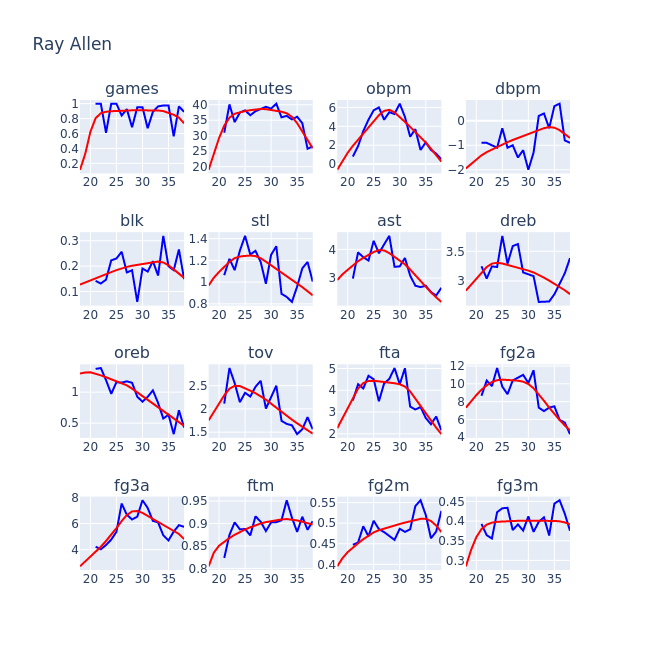 Ray Allen
games minutes obpm dbpm
1 0.8 0.6 0.4 0.2
40 35 30 25 20
6 4 2 0
0 −1 −2
20 25 30 35 20 25 30 35 20 25 30 35 20 25 30 35
blk stl ast dreb
0.3 0.2 0.1
1.4 1.2 1 0.8
4 3
3.5 3
20 25 30 35 20 25 30 35 20 25 30 35 20 25 30 35
oreb tov fta fg2a
1 0.5
2.5 2 1.5
5 4 3 2
12 10 8 6 4
20 25 30 35 20 25 30 35 20 25 30 35 20 25 30 35
fg3a ftm fg2m fg3m
8 6 4
0.95 0.9 0.85 0.8
0.55 0.5 0.45 0.4
0.45 0.4 0.35 0.3
20 25 30 35 20 25 30 35 20 25 30 35 20 25 30 35